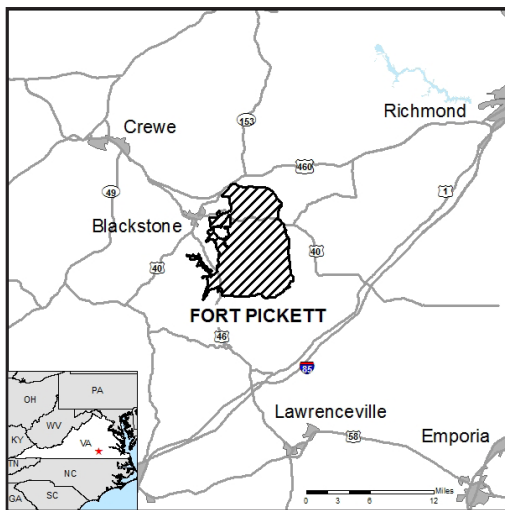 Richmond
153
Crewe
460
49
1
Blackstone
40
40
FORT PICKETT
46
85
OH
PA
WV
KY
VA
TN
NC
GA
SC
Lawrenceville
58
Emporia
Miles
0 3 6 12